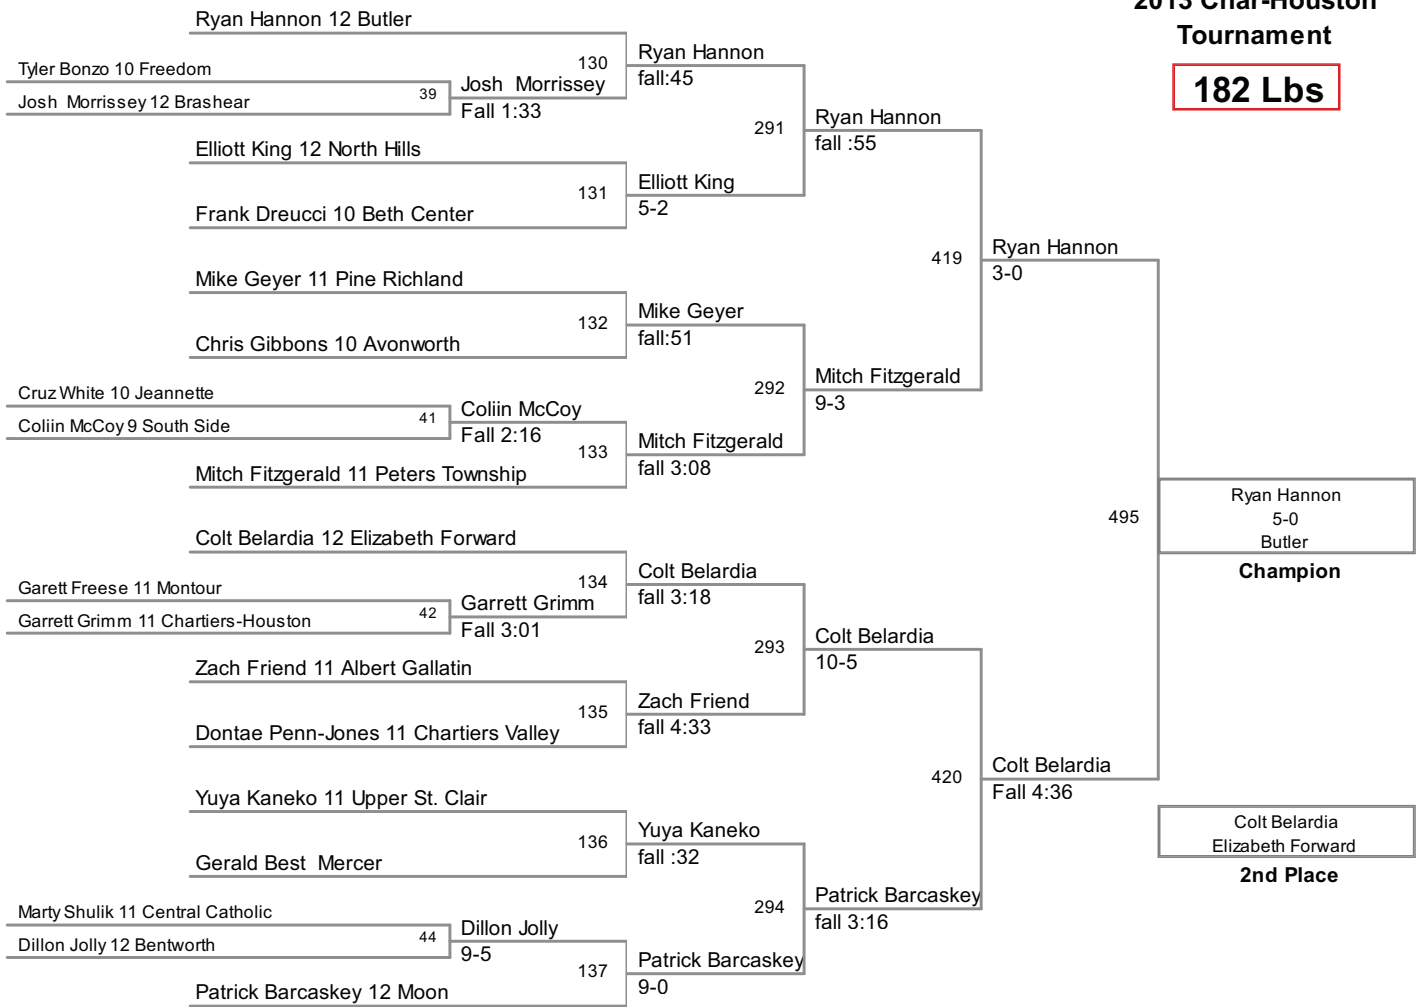 2013 Char-Houston
Tournament
182 Lbs
Ryan Hannon 12 Butler
Tyler Bonzo 10 Freedom
Josh Morrissey 12 Brashear
39
Josh Morrissey
Fall 1:33
130
Ryan Hannon
fall:45
Elliott King 12 North Hills
Frank Dreucci 10 Beth Center
131
Elliott King
5-2
291
Ryan Hannon
fall :55
Mike Geyer 11 Pine Richland
Chris Gibbons 10 Avonworth
132
Mike Geyer
fall:51
Cruz White 10 Jeannette
Coliin McCoy 9 South Side
41
Coliin McCoy
Fall 2:16
Mitch Fitzgerald 11 Peters Township
133
Mitch Fitzgerald
fall 3:08
292
Mitch Fitzgerald
9-3
419
Ryan Hannon
3-0
Colt Belardia 12 Elizabeth Forward
Garett Freese 11 Montour
Garrett Grimm 11 Chartiers-Houston
42
Garrett Grimm
Fall 3:01
134
Colt Belardia
fall 3:18
Zach Friend 11 Albert Gallatin
Dontae Penn-Jones 11 Chartiers Valley
135
Zach Friend
fall 4:33
293
Colt Belardia
10-5
Yuya Kaneko 11 Upper St. Clair
Gerald Best Mercer
136
Yuya Kaneko
fall :32
Marty Shulik 11 Central Catholic
Dillon Jolly 12 Bentworth
44
Dillon Jolly
9-5
Patrick Barcaskey 12 Moon
137
Patrick Barcaskey
9-0
294
Patrick Barcaskey
fall 3:16
420
Colt Belardia
Fall 4:36
495
Ryan Hannon
5-0
Butler
Champion
Colt Belardia
Elizabeth Forward
2nd Place